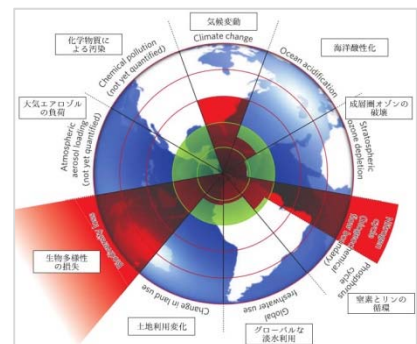 気候変動
Climate change
海洋酸性化
Ocean acidification
成層圏オゾンの
破壊
Stratospheric
ozone depletion
Nitrogen
cycle
(biogeochemical
flow boundary)
Phosphorus
cycle
窒素とリンの
循環
Global
freshwater use
グローバルな
淡水利用
Change in land use
土地利用変化
Biodiversity loss
生物多様性
の損失
Atmospheric
aerosol loading
(not yet quantified)
大気エアロゾル
の負荷
Chemical pollution
(not yet quantified)
化学物質に
よる汚染